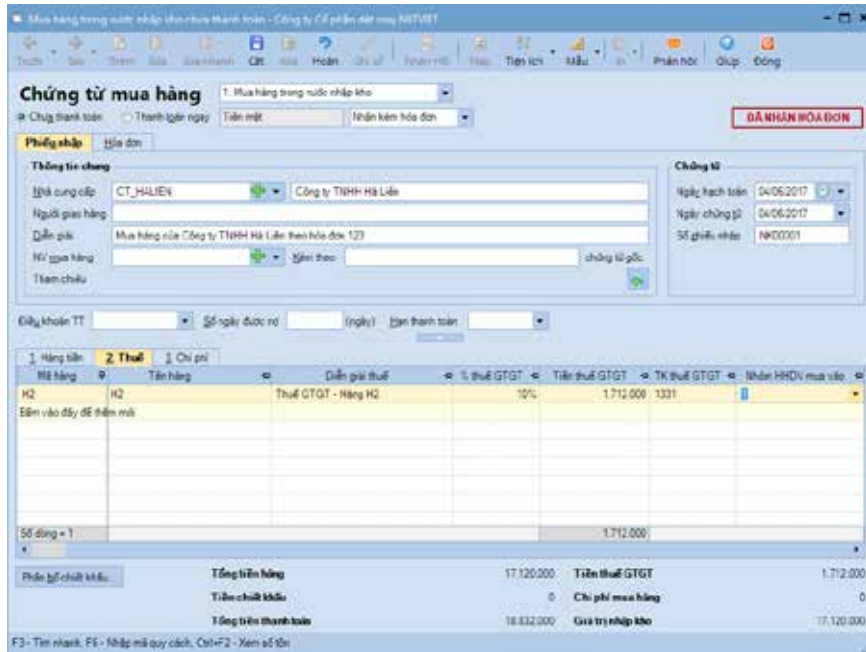 Mua hàng trong nước nhập kho chưa thanh toán - Công ty Cổ phần dệt may
Trước Sau Thêm Sửa Cất Xóa Hoãn Ghi sổ Nạp Tiện ích Mẫu In Phản hồi Giúp Đóng
Chứng từ mua hàng 1. Mua hàng trong nước nhập kho
Chưa thanh toán Thanh toán ngay Tiền mặt Nhận kèm hóa đơn ĐÃ NHẬN HÓA ĐƠN
Phiếu nhập Hóa đơn
Thông tin chung Chứng từ
Nhà cung cấp CT_HALIEN Công ty TNHH Hà Liên Ngày hạch toán 04/06/2017
Người giao hàng Ngày chứng từ 04/06/2017
Diễn giải Mua hàng của Công ty TNHH Hà Liên theo hóa đơn 123 Số phiếu nhập NK00001
NV mua hàng Kèm theo chứng từ gốc
Tham chiếu
Điều khoản TT Số ngày được nợ (ngày) Hạn thanh toán
1. Hàng tiền 2. Thuế 3. Chi phí
Mã hàng Tên hàng Diễn giải thuế % thuế GTGT Tiền thuế GTGT TK thuế GTGT Nhóm HHDV mua vào
H2 H2 Thuế GTGT - Hàng H2 10% 1.712.000 1331
Bấm vào đây để thêm mới
Số dòng = 1 1.712.000
Phân bổ chiết khấu... Tổng tiền hàng 17.120.000 Tiền thuế GTGT 1.712.000
Tiền chiết khấu 0 Chi phí mua hàng 0
Tổng tiền thanh toán 18.832.000 Giá trị nhập kho 17.120.000
F3 - Tìm nhanh, F6 - Nhập mã quy cách, Ctrl+F2 - Xem số tồn